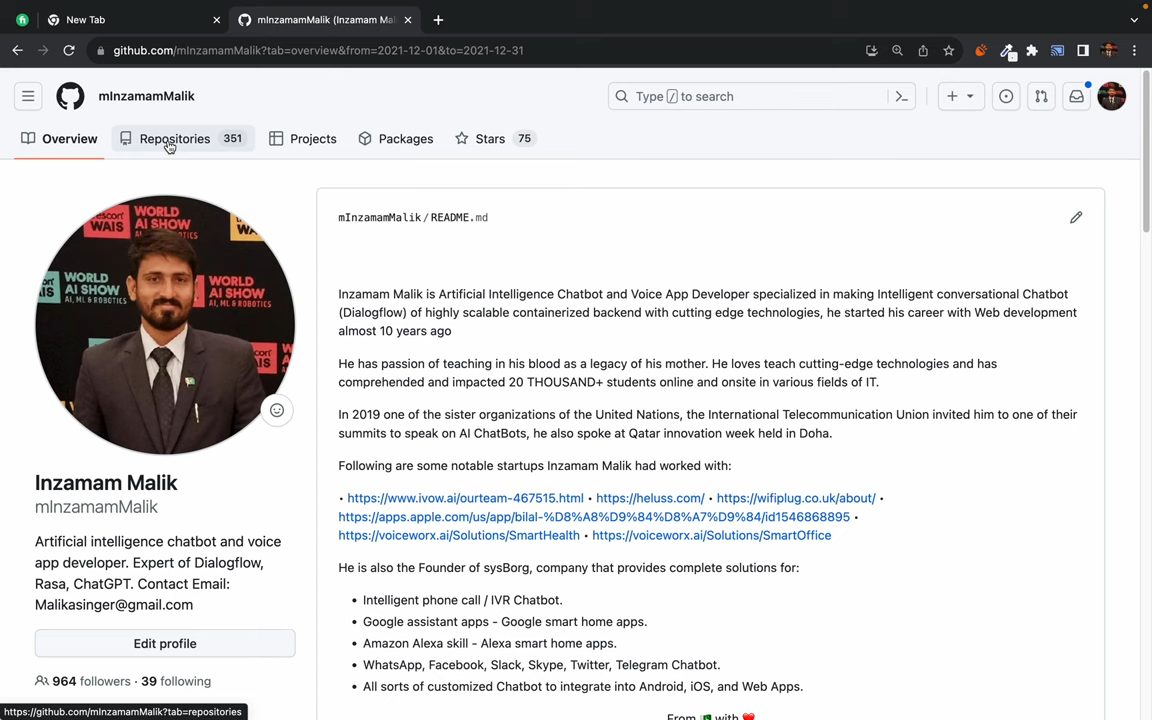 New Tab
mInzamamMalik (Inzamam Mal
github.com/mInzamamMalik?tab=overview&from=2021-12-01&to=2021-12-31
mInzamamMalik
Type / to search
Overview
Repositories 351
Projects
Packages
Stars 75
mInzamamMalik/README.md
WORLD
AI SHOW
AI, ML & ROBOTICS
Inzamam Malik is Artificial Intelligence Chatbot and Voice App Developer specialized in making Intelligent conversational Chatbot
(Dialogflow) of highly scalable containerized backend with cutting edge technologies, he started his career with Web development
almost 10 years ago
He has passion of teaching in his blood as a legacy of his mother. He loves teach cutting-edge technologies and has
comprehended and impacted 20 THOUSAND+ students online and onsite in various fields of IT.
In 2019 one of the sister organizations of the United Nations, the International Telecommunication Union invited him to one of their
summits to speak on AI ChatBots, he also spoke at Qatar innovation week held in Doha.
Following are some notable startups Inzamam Malik had worked with:
• https://www.ivow.ai/ourteam-467515.html • https://heluss.com/ • https://wifiplug.co.uk/about/ •
https://apps.apple.com/us/app/bilal-%D8%A8%D9%84%D8%A7%D9%84/id1546868895 •
https://voiceworx.ai/Solutions/SmartHealth • https://voiceworx.ai/Solutions/SmartOffice
He is also the Founder of sysBorg, company that provides complete solutions for:
• Intelligent phone call / IVR Chatbot.
• Google assistant apps - Google smart home apps.
• Amazon Alexa skill - Alexa smart home apps.
• WhatsApp, Facebook, Slack, Skype, Twitter, Telegram Chatbot.
• All sorts of customized Chatbot to integrate into Android, iOS, and Web Apps.
From 🇵🇰 with ❤️
Inzamam Malik
mInzamamMalik
Artificial intelligence chatbot and voice
app developer. Expert of Dialogflow,
Rasa, ChatGPT. Contact Email:
Malikasinger@gmail.com
Edit profile
964 followers · 39 following
https://github.com/mInzamamMalik?tab=repositories